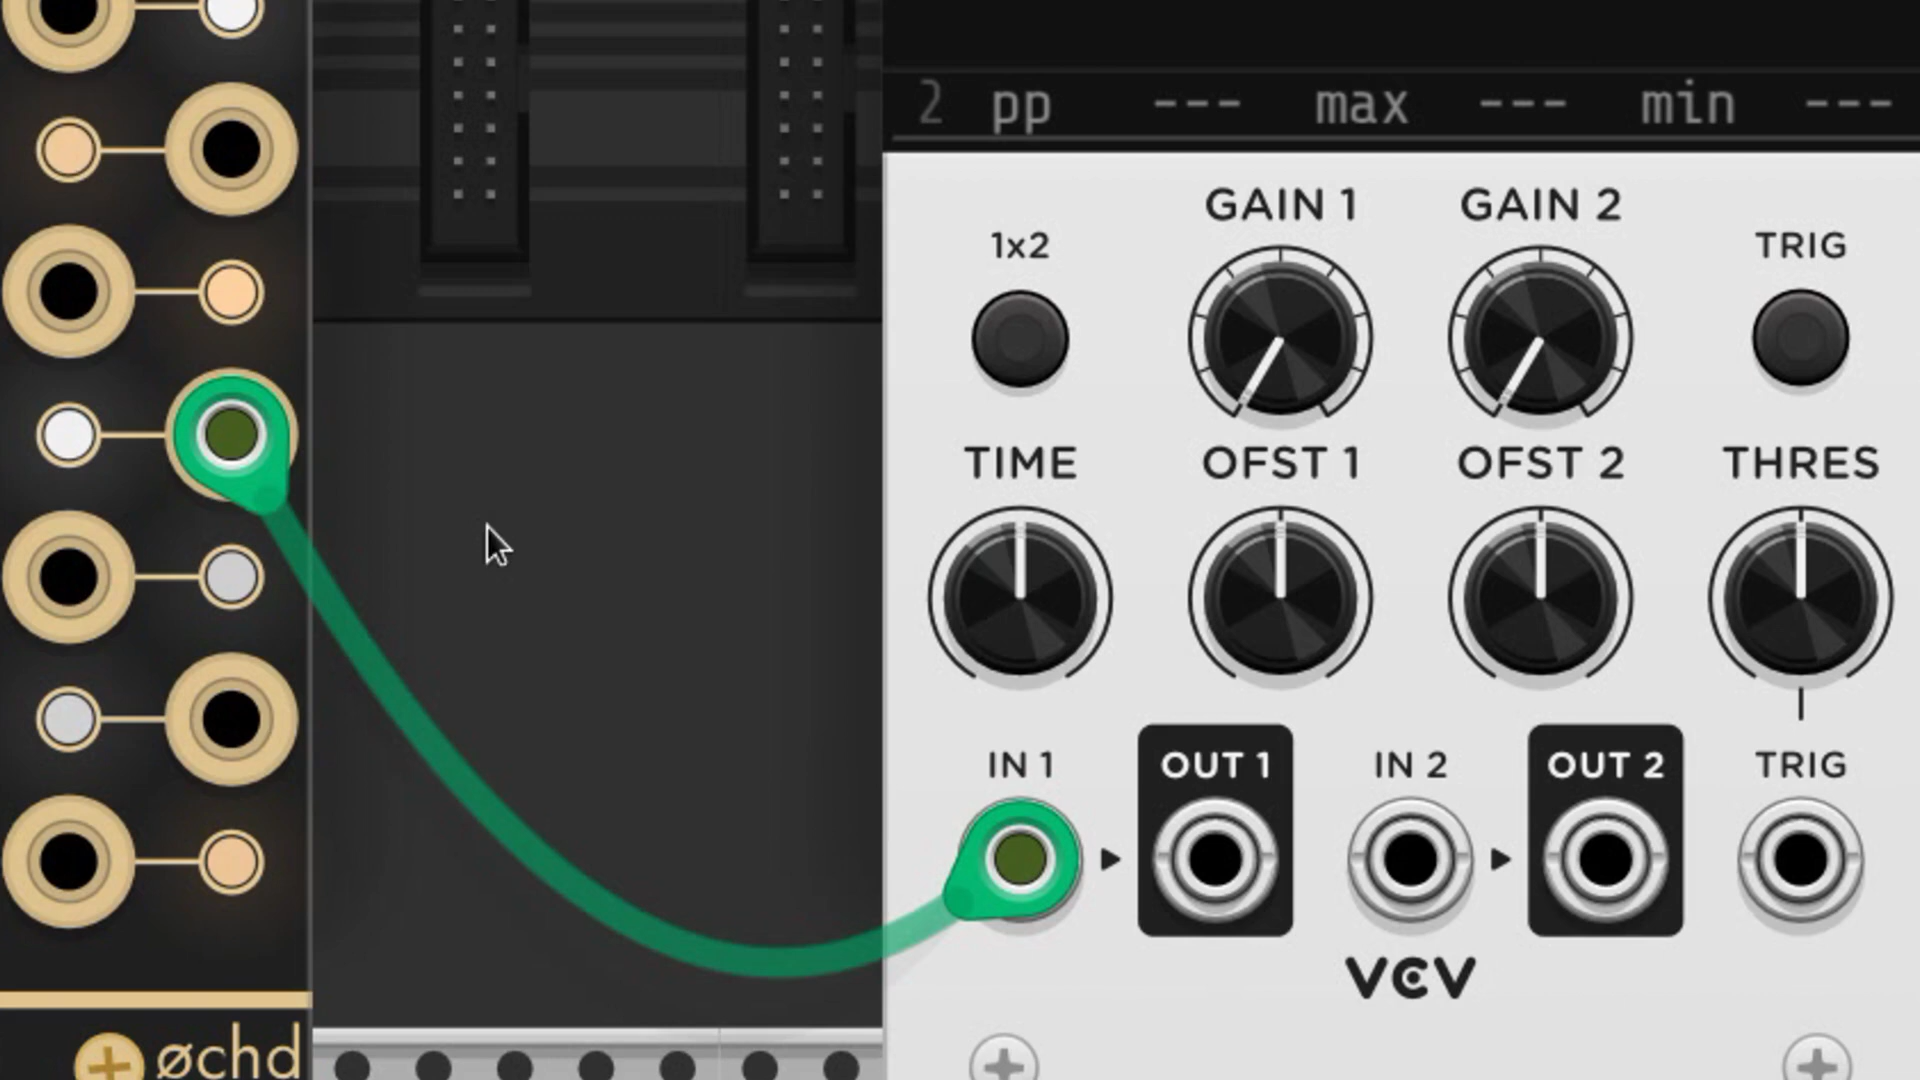 2 pp --- max --- min ---
GAIN 1 GAIN 2
1x2 TRIG
TIME OFST 1 OFST 2 THRES
IN 1 OUT 1 IN 2 OUT 2 TRIG
VCV
øchd